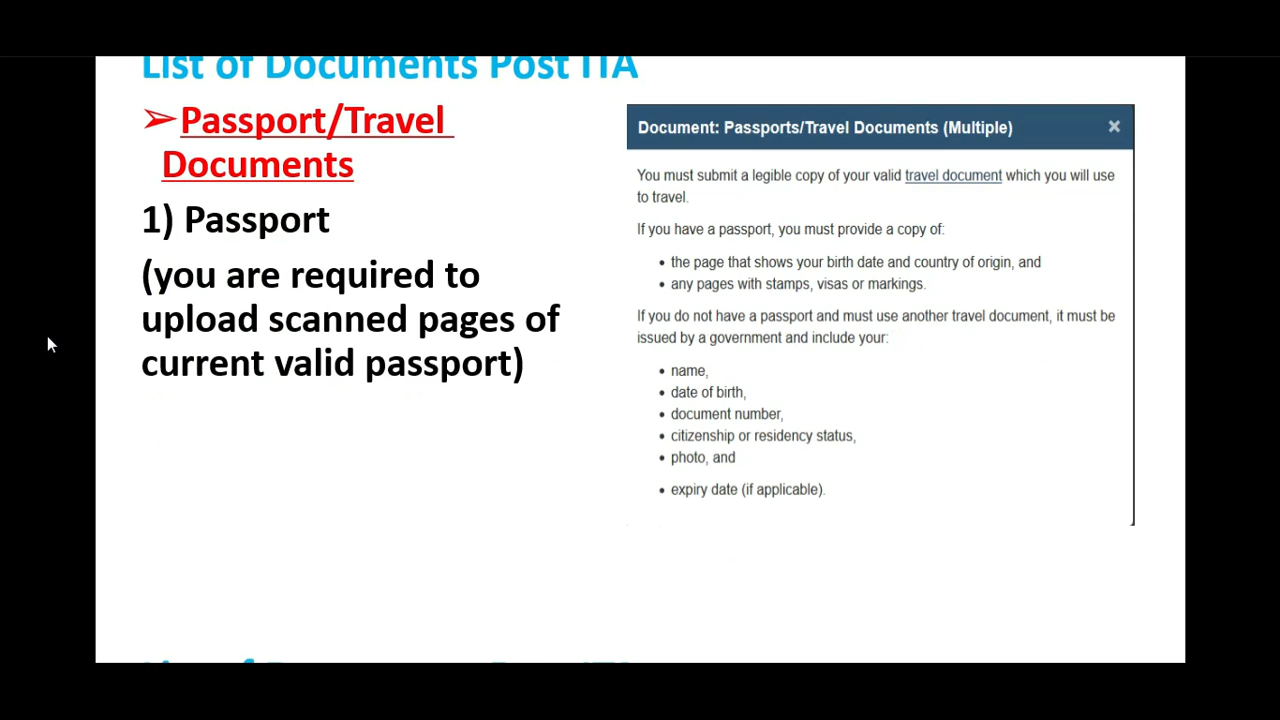 List of Documents Post ITA
➢Passport/Travel
Documents
1) Passport
(you are required to
upload scanned pages of
current valid passport)
Document: Passports/Travel Documents (Multiple) ×
You must submit a legible copy of your valid travel document which you will use
to travel.
If you have a passport, you must provide a copy of:
• the page that shows your birth date and country of origin, and
• any pages with stamps, visas or markings.
If you do not have a passport and must use another travel document, it must be
issued by a government and include your:
• name,
• date of birth,
• document number,
• citizenship or residency status,
• photo, and
• expiry date (if applicable).